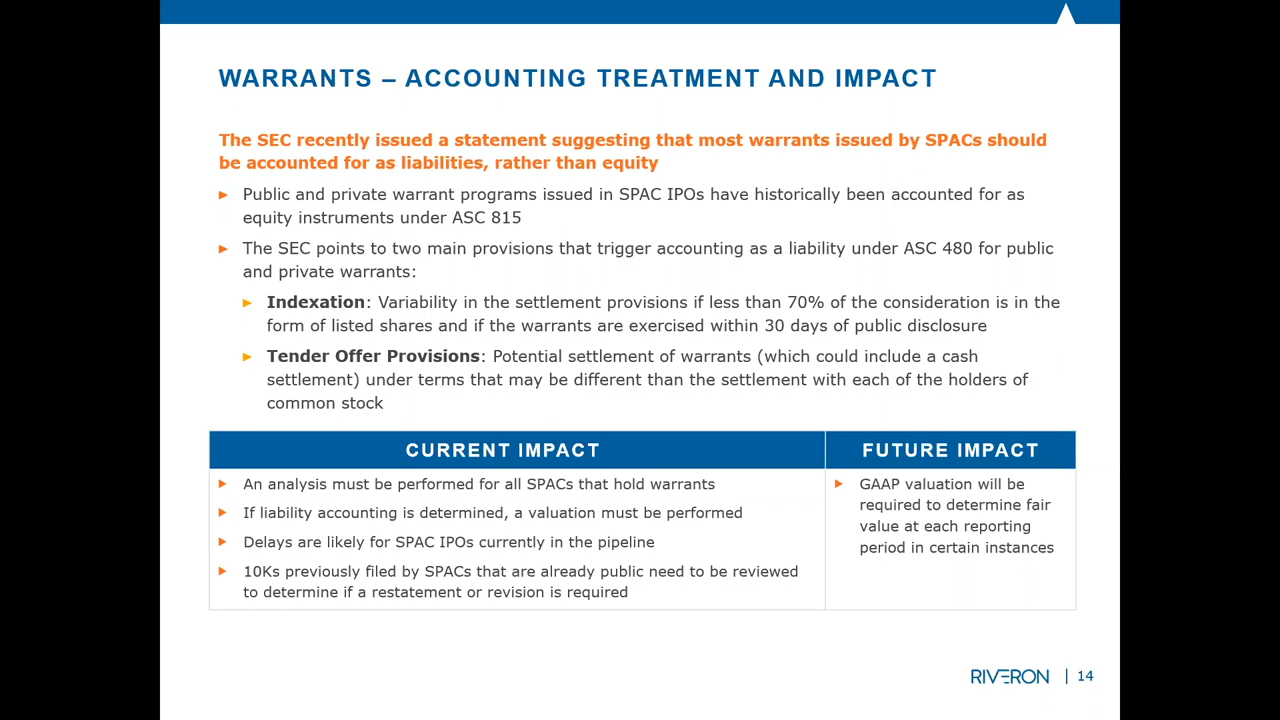 WARRANTS – ACCOUNTING TREATMENT AND IMPACT
The SEC recently issued a statement suggesting that most warrants issued by SPACs should
be accounted for as liabilities, rather than equity
► Public and private warrant programs issued in SPAC IPOs have historically been accounted for as
equity instruments under ASC 815
► The SEC points to two main provisions that trigger accounting as a liability under ASC 480 for public
and private warrants:
► Indexation: Variability in the settlement provisions if less than 70% of the consideration is in the
form of listed shares and if the warrants are exercised within 30 days of public disclosure
► Tender Offer Provisions: Potential settlement of warrants (which could include a cash
settlement) under terms that may be different than the settlement with each of the holders of
common stock
CURRENT IMPACT
► An analysis must be performed for all SPACs that hold warrants
► If liability accounting is determined, a valuation must be performed
► Delays are likely for SPAC IPOs currently in the pipeline
► 10Ks previously filed by SPACs that are already public need to be reviewed
to determine if a restatement or revision is required
FUTURE IMPACT
► GAAP valuation will be
required to determine fair
value at each reporting
period in certain instances
RIVERON | 14